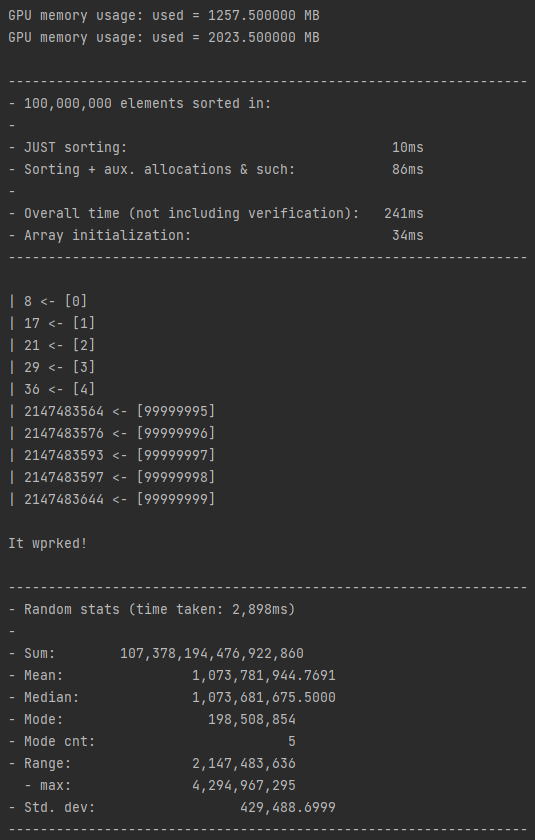 GPU memory usage: used = 1257.500000 MB
GPU memory usage: used = 2023.500000 MB
-----------------------------------------------------------------
- 100,000,000 elements sorted in:
-
- JUST sorting:                                 10ms
- Sorting + aux. allocations & such:            86ms
-
- Overall time (not including verification):   241ms
- Array initialization:                         34ms
-----------------------------------------------------------------
| 8 <- [0]
| 17 <- [1]
| 21 <- [2]
| 29 <- [3]
| 36 <- [4]
| 2147483564 <- [99999995]
| 2147483576 <- [99999996]
| 2147483593 <- [99999997]
| 2147483597 <- [99999998]
| 2147483644 <- [99999999]
It wprked!
-----------------------------------------------------------------
- Random stats (time taken: 2,898ms)
-
- Sum:        107,378,194,476,922,860
- Mean:                1,073,781,944.7691
- Median:              1,073,681,675.5000
- Mode:                  198,508,854
- Mode cnt:                        5
- Range:               2,147,483,636
  - max:               4,294,967,295
- Std. dev:                  429,488.6999
-----------------------------------------------------------------